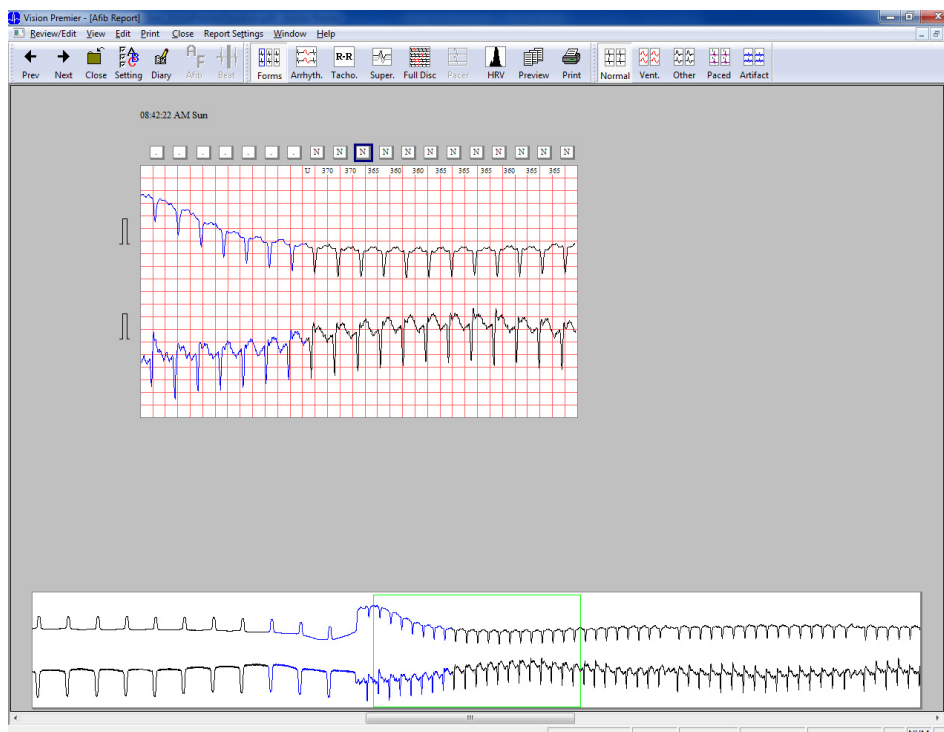 Vision Premier - [Afib Report]
Review/Edit View Edit Print Close Report Settings Window Help
Prev Next Close Setting Diary Afib Beat Forms Arrhyth. Tacho. Super. Full Disc Pacer HRV Preview Print Normal Vent. Other Paced Artifact
08:42:22 AM Sun
. . . . . . . N N N N N N N N N N N N
U 370 370 365 360 360 365 365 365 360 365 365
NUM